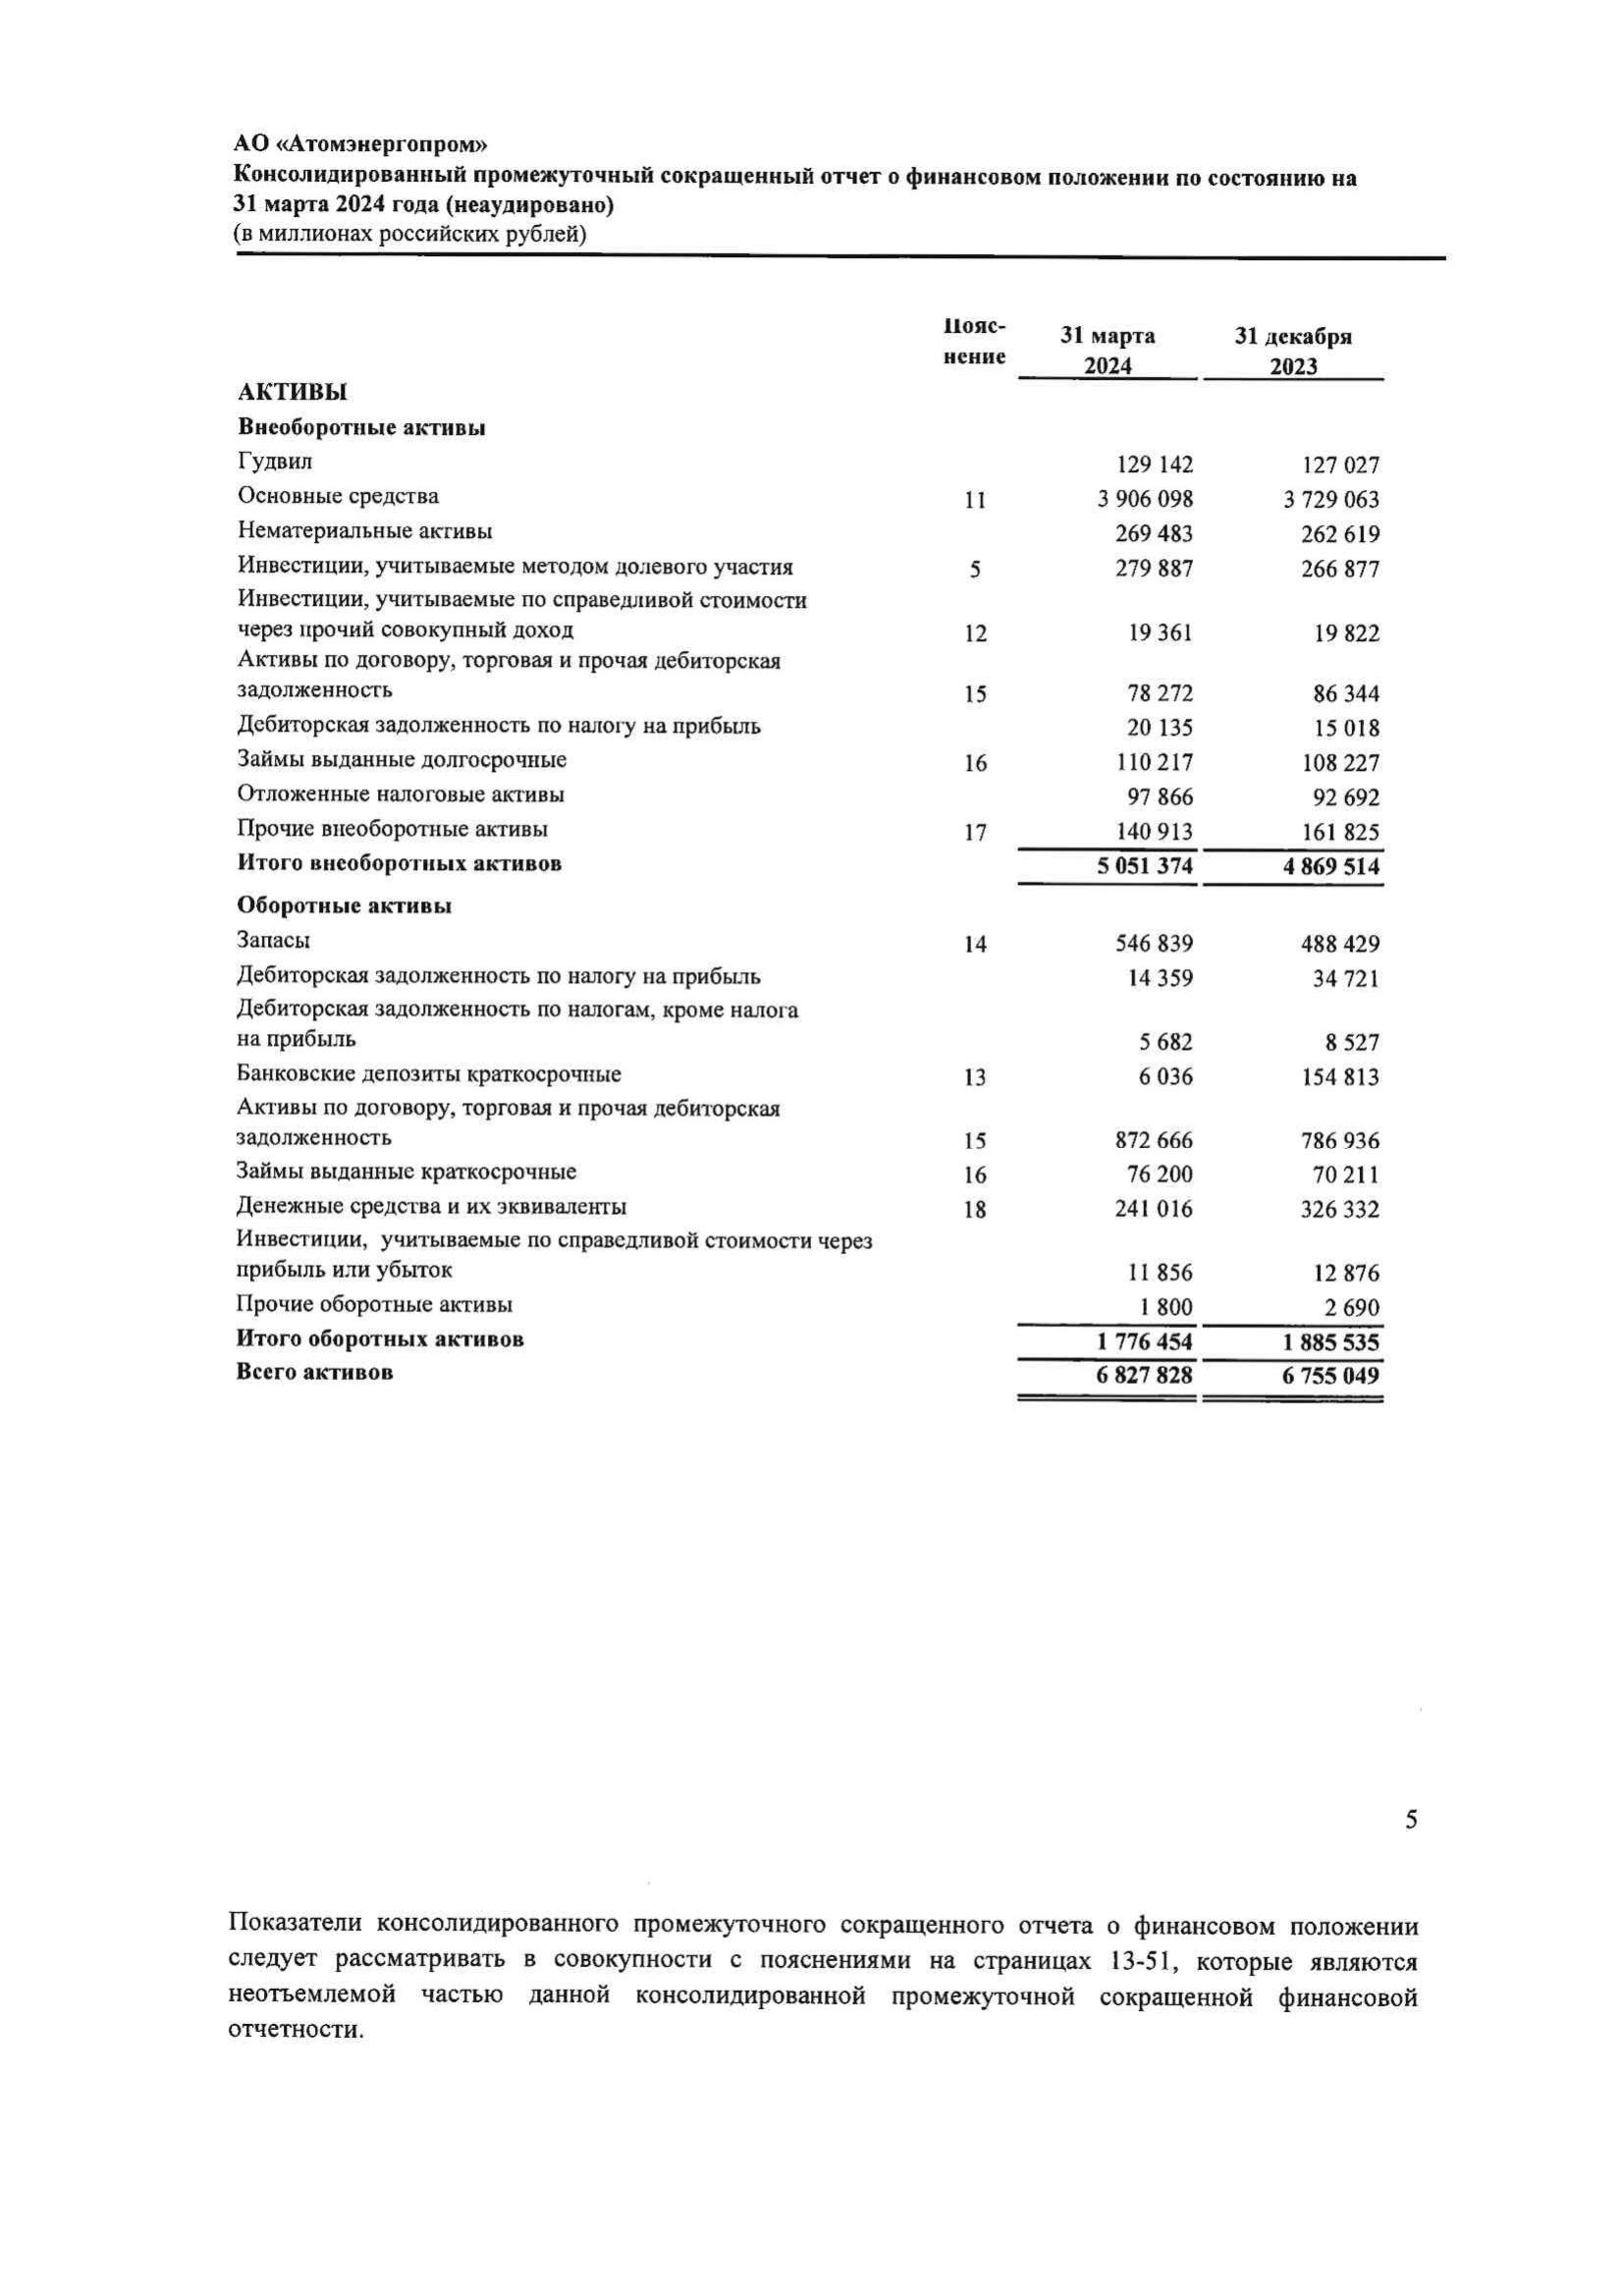 АО «Атомэнергопром»
Консолидированный промежуточный сокращенный отчет о финансовом положении по состоянию на
31 марта 2024 года (неаудировано)
(в миллионах российских рублей)
Пояс-
нение
31 марта
2024
31 декабря
2023
АКТИВЫ
Внеоборотные активы
Гудвил 129 142 127 027
Основные средства 11 3 906 098 3 729 063
Нематериальные активы 269 483 262 619
Инвестиции, учитываемые методом долевого участия 5 279 887 266 877
Инвестиции, учитываемые по справедливой стоимости
через прочий совокупный доход 12 19 361 19 822
Активы по договору, торговая и прочая дебиторская
задолженность 15 78 272 86 344
Дебиторская задолженность по налогу на прибыль 20 135 15 018
Займы выданные долгосрочные 16 110 217 108 227
Отложенные налоговые активы 97 866 92 692
Прочие внеоборотные активы 17 140 913 161 825
Итого внеоборотных активов 5 051 374 4 869 514
Оборотные активы
Запасы 14 546 839 488 429
Дебиторская задолженность по налогу на прибыль 14 359 34 721
Дебиторская задолженность по налогам, кроме налога
на прибыль 5 682 8 527
Банковские депозиты краткосрочные 13 6 036 154 813
Активы по договору, торговая и прочая дебиторская
задолженность 15 872 666 786 936
Займы выданные краткосрочные 16 76 200 70 211
Денежные средства и их эквиваленты 18 241 016 326 332
Инвестиции, учитываемые по справедливой стоимости через
прибыль или убыток 11 856 12 876
Прочие оборотные активы 1 800 2 690
Итого оборотных активов 1 776 454 1 885 535
Всего активов 6 827 828 6 755 049
5
Показатели консолидированного промежуточного сокращенного отчета о финансовом положении
следует рассматривать в совокупности с пояснениями на страницах 13-51, которые являются
неотъемлемой частью данной консолидированной промежуточной сокращенной финансовой
отчетности.